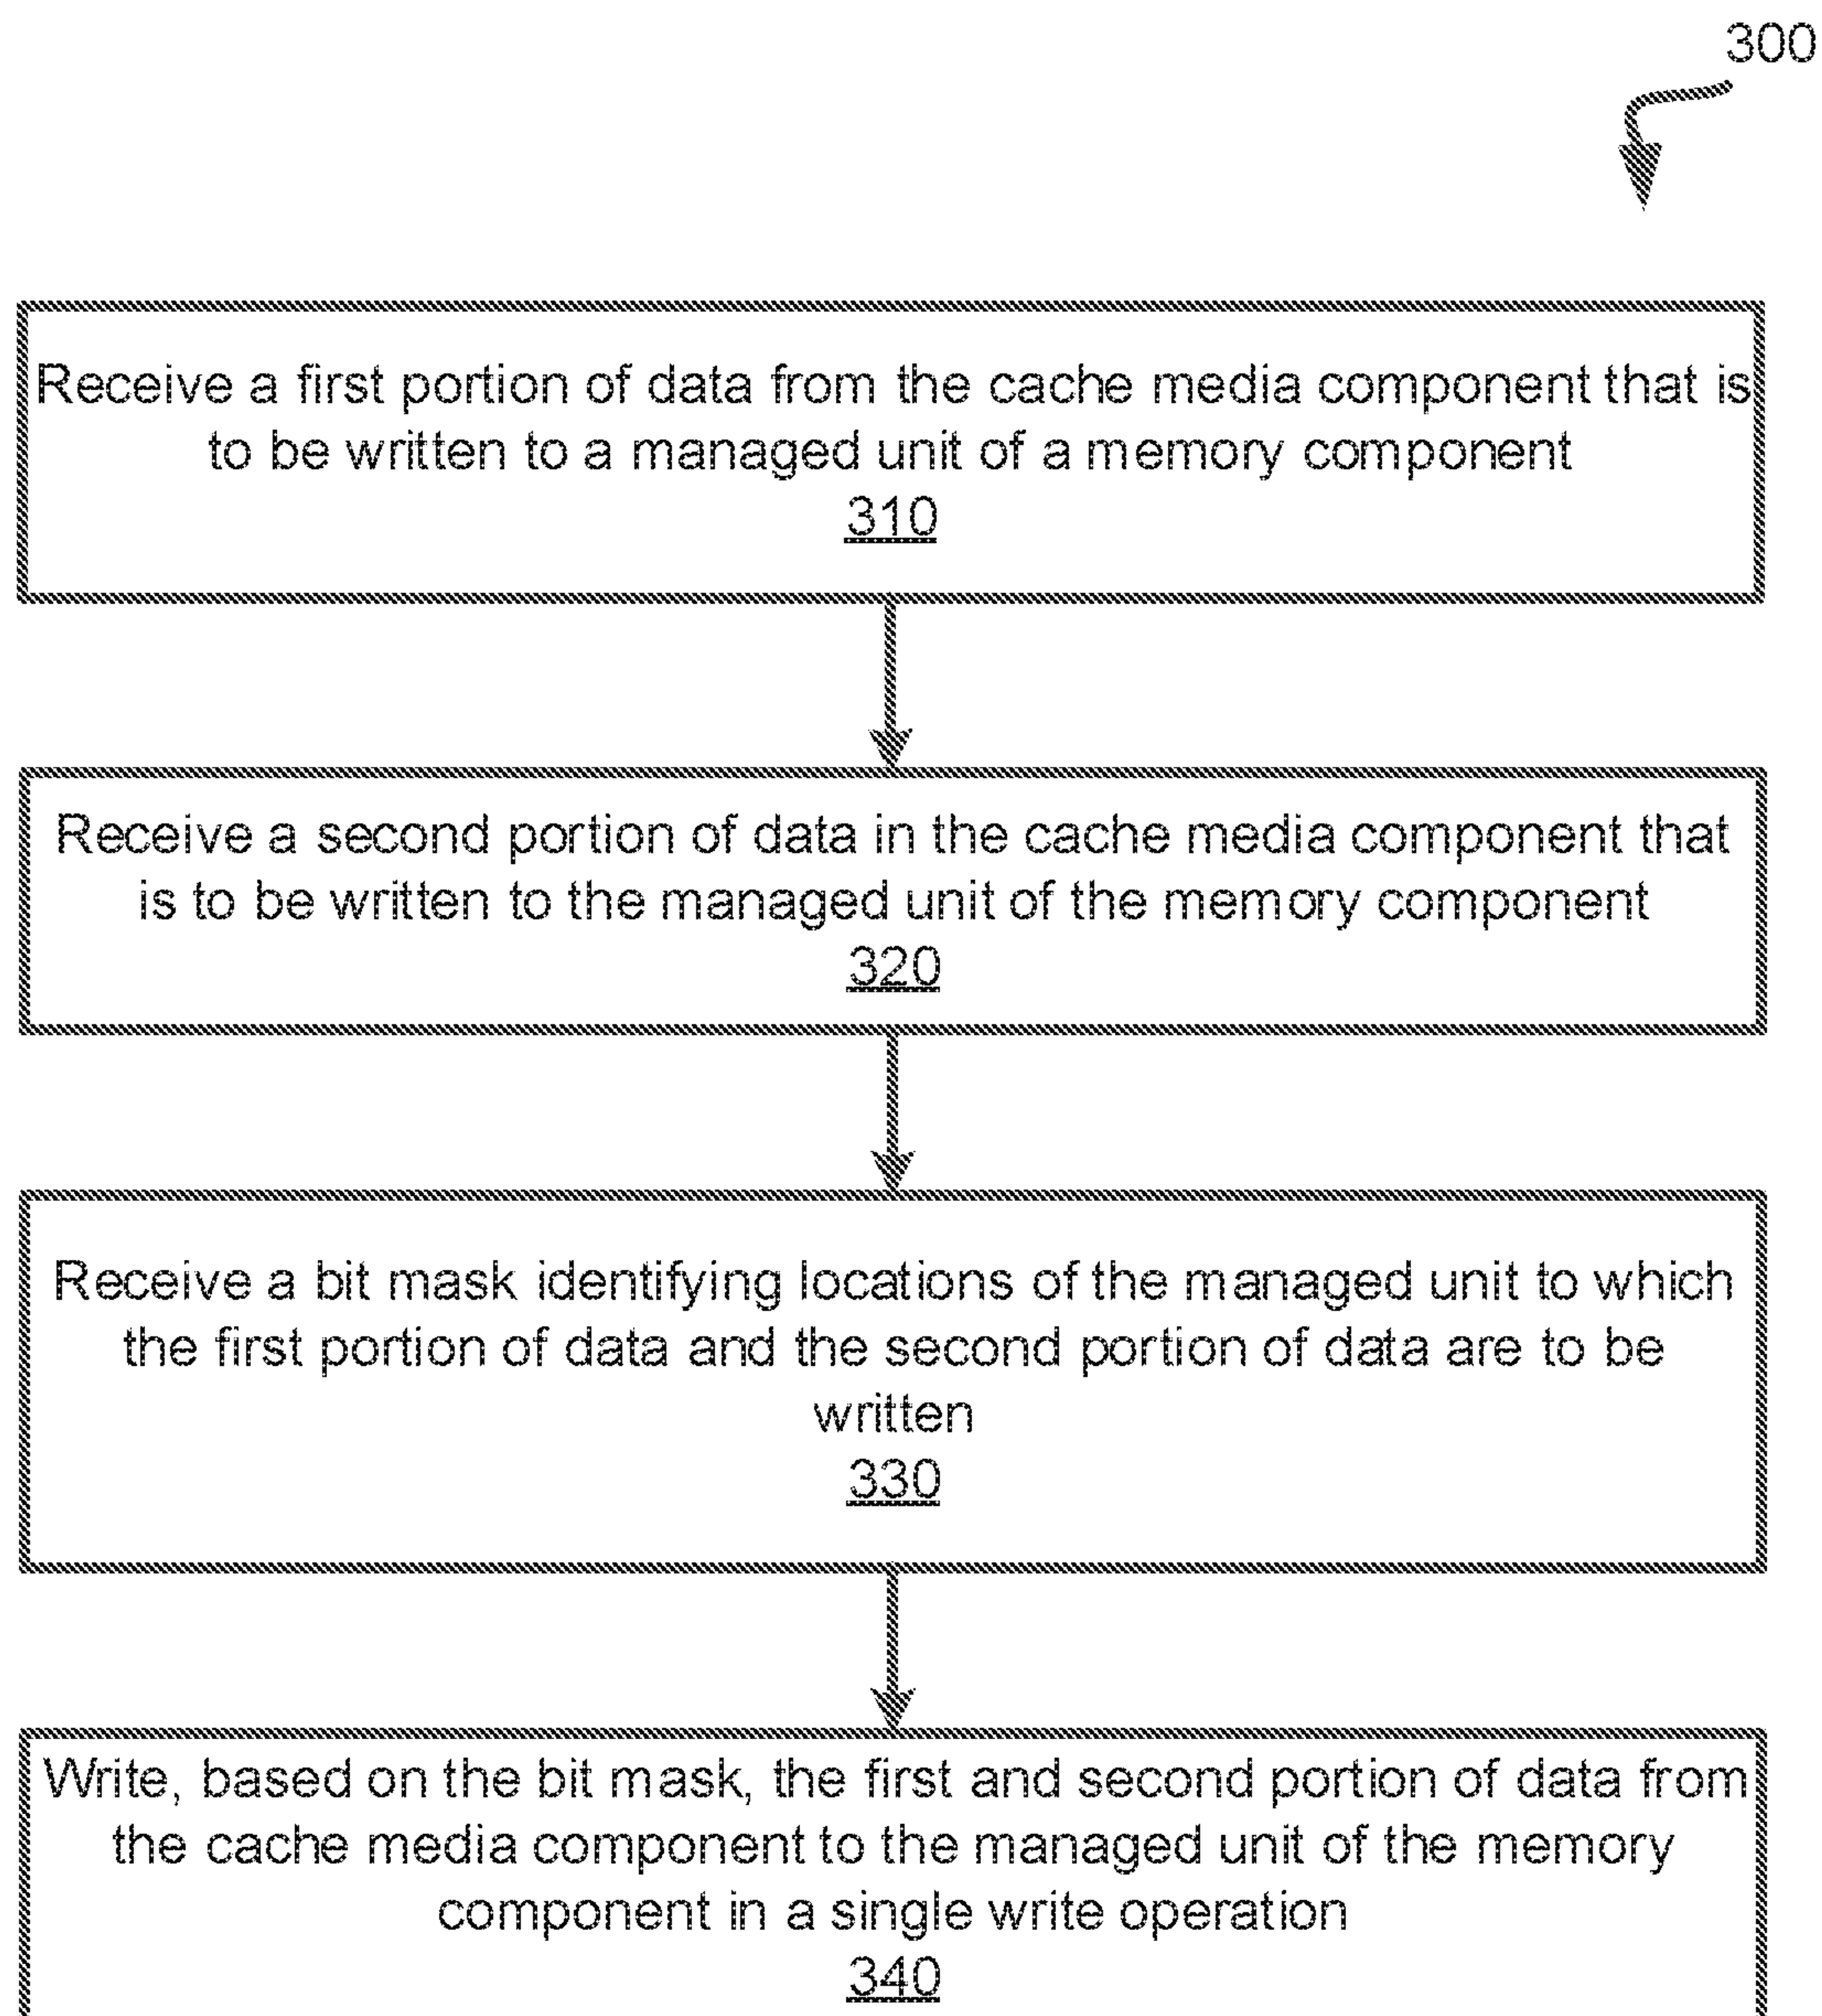 300
Receive a first portion of data from the cache media component that is
to be written to a managed unit of a memory component
310
Receive a second portion of data in the cache media component that
is to be written to the managed unit of the memory component
320
Receive a bit mask identifying locations of the managed unit to which
the first portion of data and the second portion of data are to be
written
330
Write, based on the bit mask, the first and second portion of data from
the cache media component to the managed unit of the memory
component in a single write operation
340